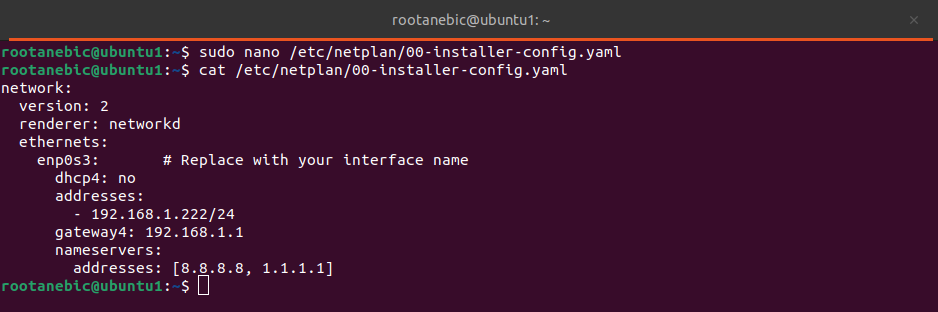 rootanebic@ubuntu1: ~
rootanebic@ubuntu1:~$ sudo nano /etc/netplan/00-installer-config.yaml
rootanebic@ubuntu1:~$ cat /etc/netplan/00-installer-config.yaml
network:
  version: 2
  renderer: networkd
  ethernets:
    enp0s3:       # Replace with your interface name
      dhcp4: no
      addresses:
        - 192.168.1.222/24
      gateway4: 192.168.1.1
      nameservers:
        addresses: [8.8.8.8, 1.1.1.1]
rootanebic@ubuntu1:~$